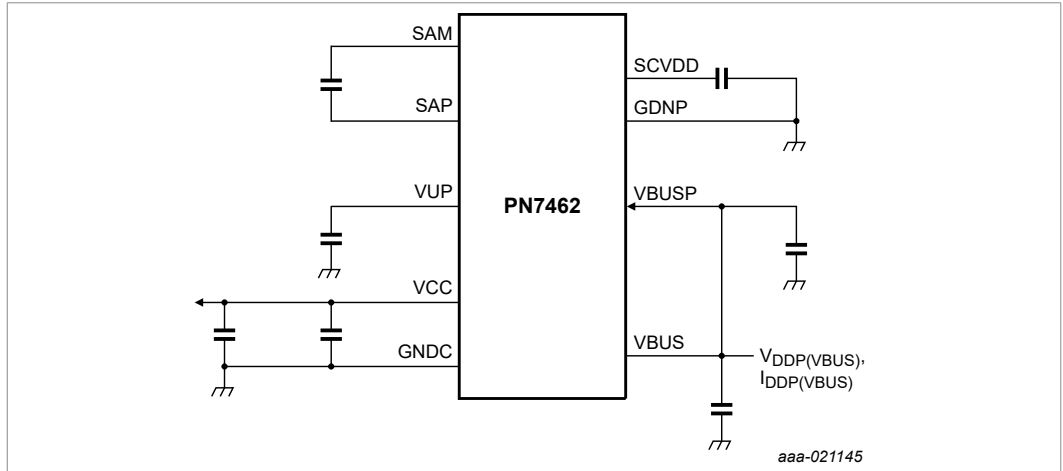 SAM
SCVDD
SAP
GDNP
VUP
PN7462
VBUSP
VCC
GNDC
VBUS
VDDP(VBUS),
IDDP(VBUS)
aaa-021145